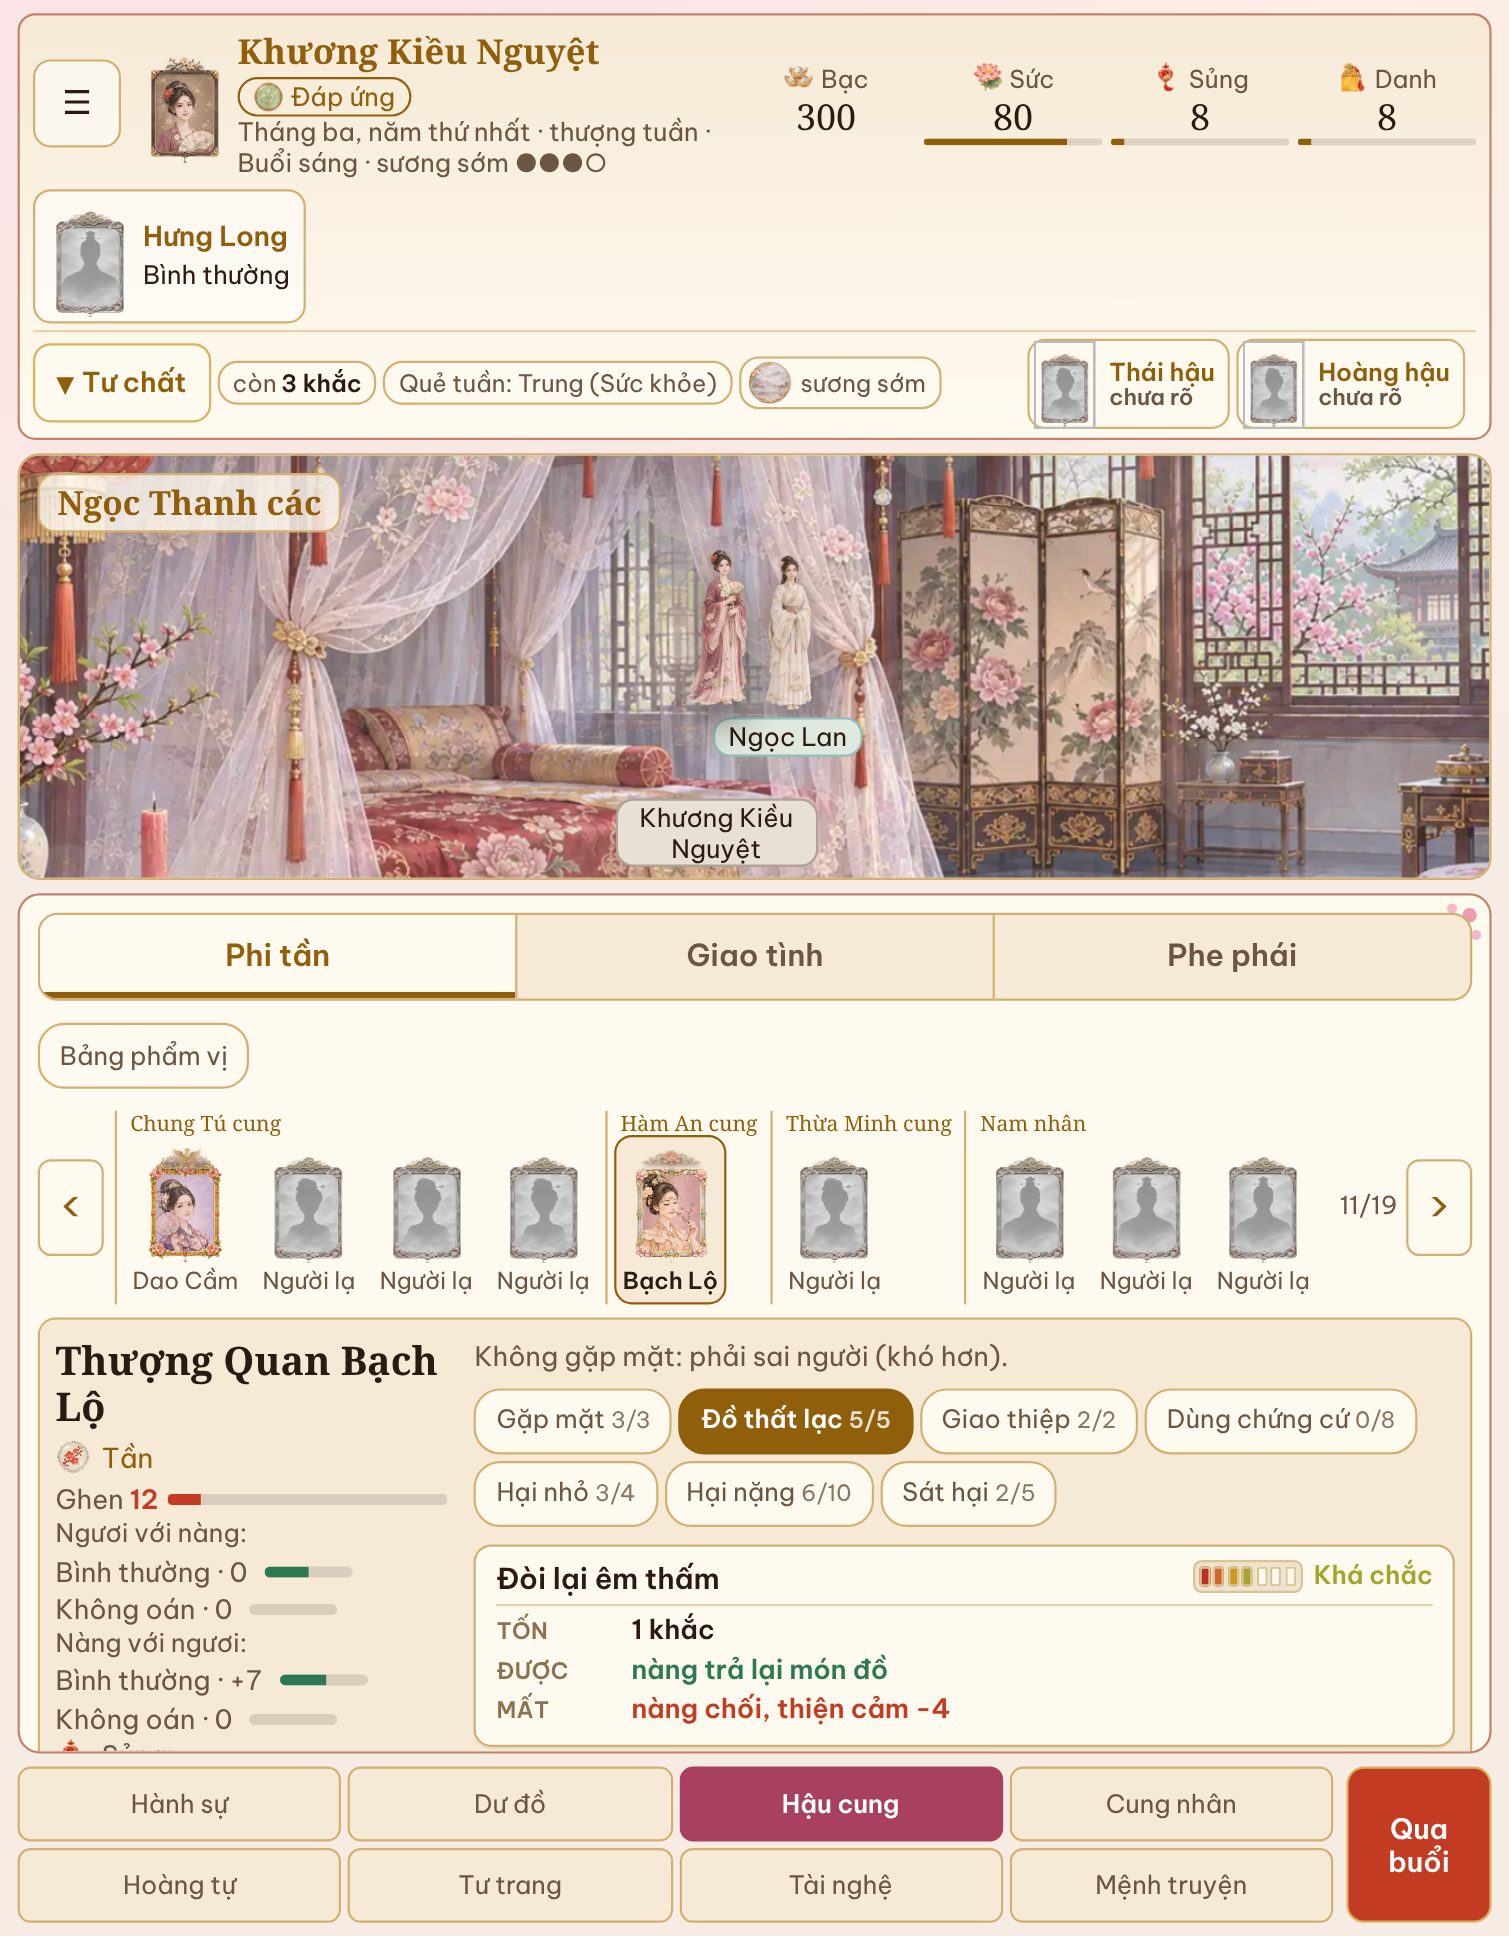 Khương Kiều Nguyệt
Đáp ứng
Tháng ba, năm thứ nhất · thượng tuần ·
Buổi sáng · sương sớm
Bạc
300
Sức
80
Sủng
8
Danh
8
Hưng Long
Bình thường
▼ Tư chất
còn 3 khắc
Quẻ tuần: Trung (Sức khỏe)
sương sớm
Thái hậu
chưa rõ
Hoàng hậu
chưa rõ
Ngọc Thanh các
Ngọc Lan
Khương Kiều
Nguyệt
Phi tần
Giao tình
Phe phái
Bảng phẩm vị
Chung Tú cung
Hàm An cung
Thừa Minh cung
Nam nhân
Dao Cầm
Người lạ
Người lạ
Người lạ
Bạch Lộ
Người lạ
Người lạ
Người lạ
Người lạ
11/19
Thượng Quan Bạch
Lộ
Tần
Ghen 12
Ngươi với nàng:
Bình thường · 0
Không oán · 0
Nàng với ngươi:
Bình thường · +7
Không oán · 0
Không gặp mặt: phải sai người (khó hơn).
Gặp mặt 3/3
Đồ thất lạc 5/5
Giao thiệp 2/2
Dùng chứng cứ 0/8
Hại nhỏ 3/4
Hại nặng 6/10
Sát hại 2/5
Đòi lại êm thấm
Khá chắc
TỐN 1 khắc
ĐƯỢC nàng trả lại món đồ
MẤT nàng chối, thiện cảm -4
Hành sự
Dư đồ
Hậu cung
Cung nhân
Hoàng tự
Tư trang
Tài nghệ
Mệnh truyện
Qua
buổi